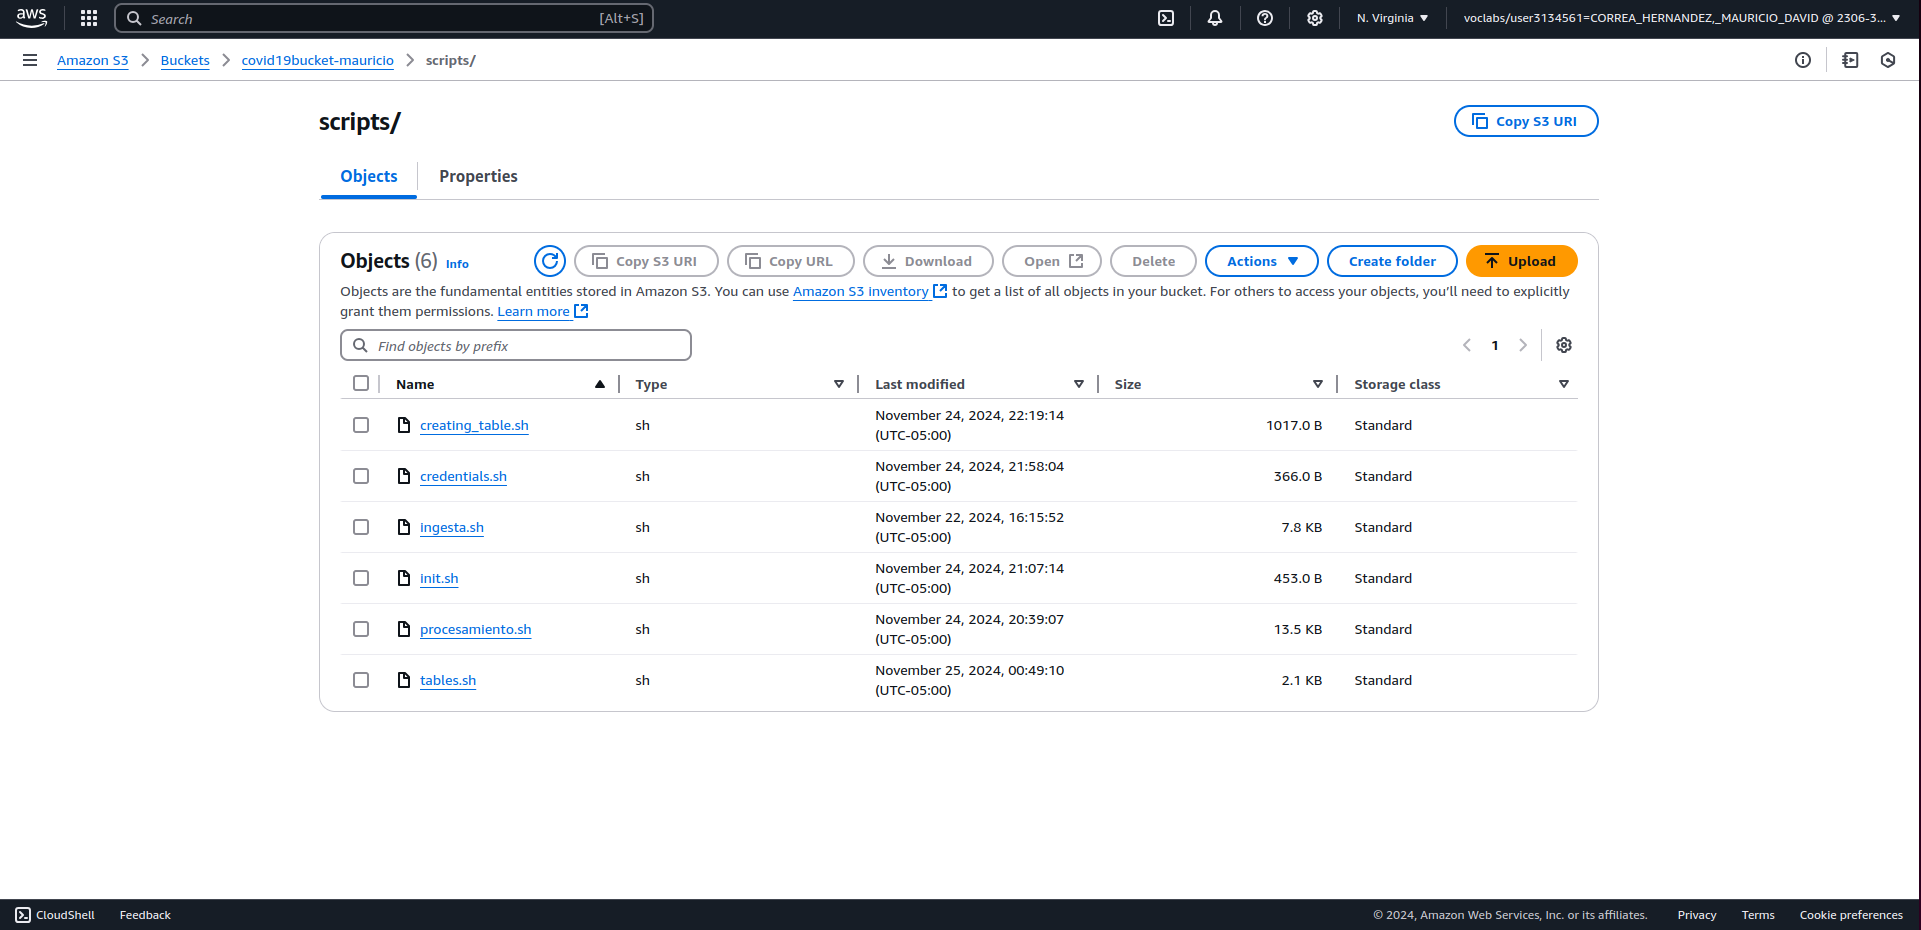 aws Search [Alt+S] N. Virginia voclabs/user3134561=CORREA_HERNANDEZ,_MAURICIO_DAVID @ 2306-3...
Amazon S3 Buckets covid19bucket-mauricio scripts/
scripts/
Copy S3 URI
Objects Properties
Objects (6) Info Copy S3 URI Copy URL Download Open Delete Actions Create folder Upload
Objects are the fundamental entities stored in Amazon S3. You can use Amazon S3 inventory to get a list of all objects in your bucket. For others to access your objects, you’ll need to explicitly
grant them permissions. Learn more
Find objects by prefix 1
Name Type Last modified Size Storage class
creating_table.sh sh November 24, 2024, 22:19:14 (UTC-05:00) 1017.0 B Standard
credentials.sh sh November 24, 2024, 21:58:04 (UTC-05:00) 366.0 B Standard
ingesta.sh sh November 22, 2024, 16:15:52 (UTC-05:00) 7.8 KB Standard
init.sh sh November 24, 2024, 21:07:14 (UTC-05:00) 453.0 B Standard
procesamiento.sh sh November 24, 2024, 20:39:07 (UTC-05:00) 13.5 KB Standard
tables.sh sh November 25, 2024, 00:49:10 (UTC-05:00) 2.1 KB Standard
CloudShell Feedback © 2024, Amazon Web Services, Inc. or its affiliates. Privacy Terms Cookie preferences